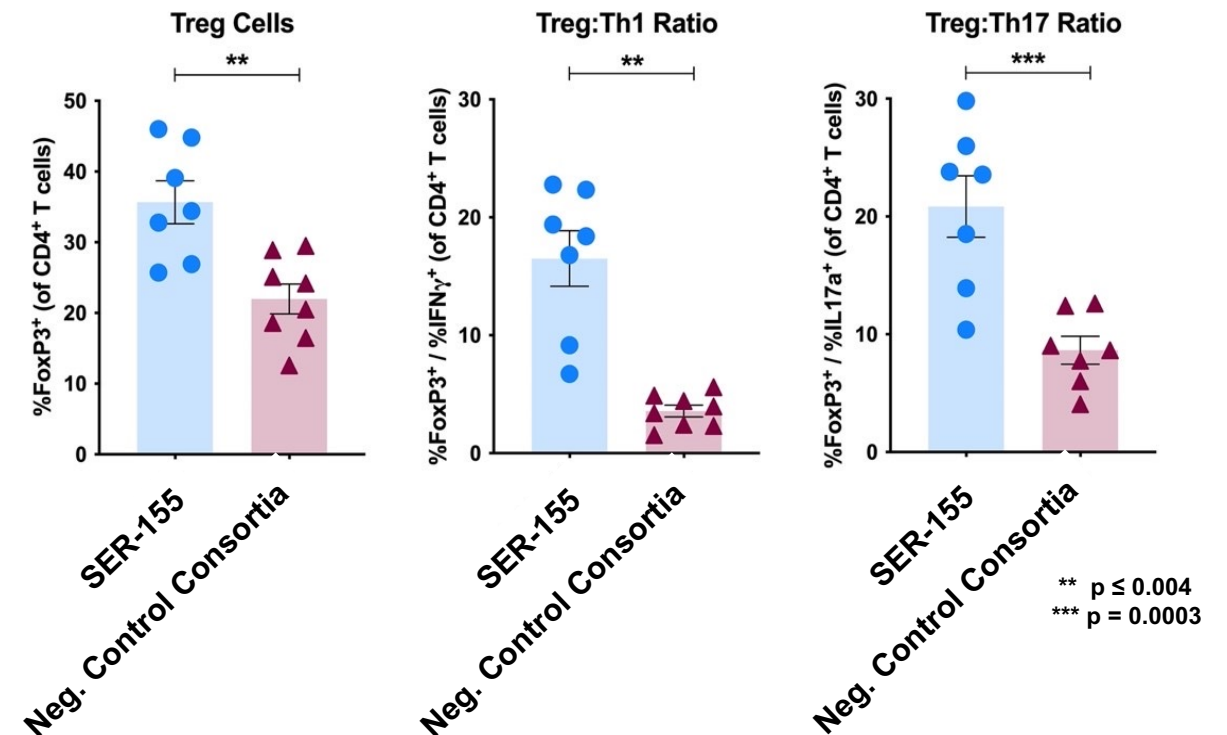 Treg Cells
**
%FoxP3⁺ (of CD4⁺ T cells)
50
40
30
20
10
0
SER-155
Neg. Control Consortia
Treg:Th1 Ratio
**
%FoxP3⁺ / %IFNγ⁺ (of CD4⁺ T cells)
30
20
10
0
SER-155
Neg. Control Consortia
Treg:Th17 Ratio
***
%FoxP3⁺ / %IL17a⁺ (of CD4⁺ T cells)
30
20
10
0
SER-155
Neg. Control Consortia
** p ≤ 0.004
*** p = 0.0003